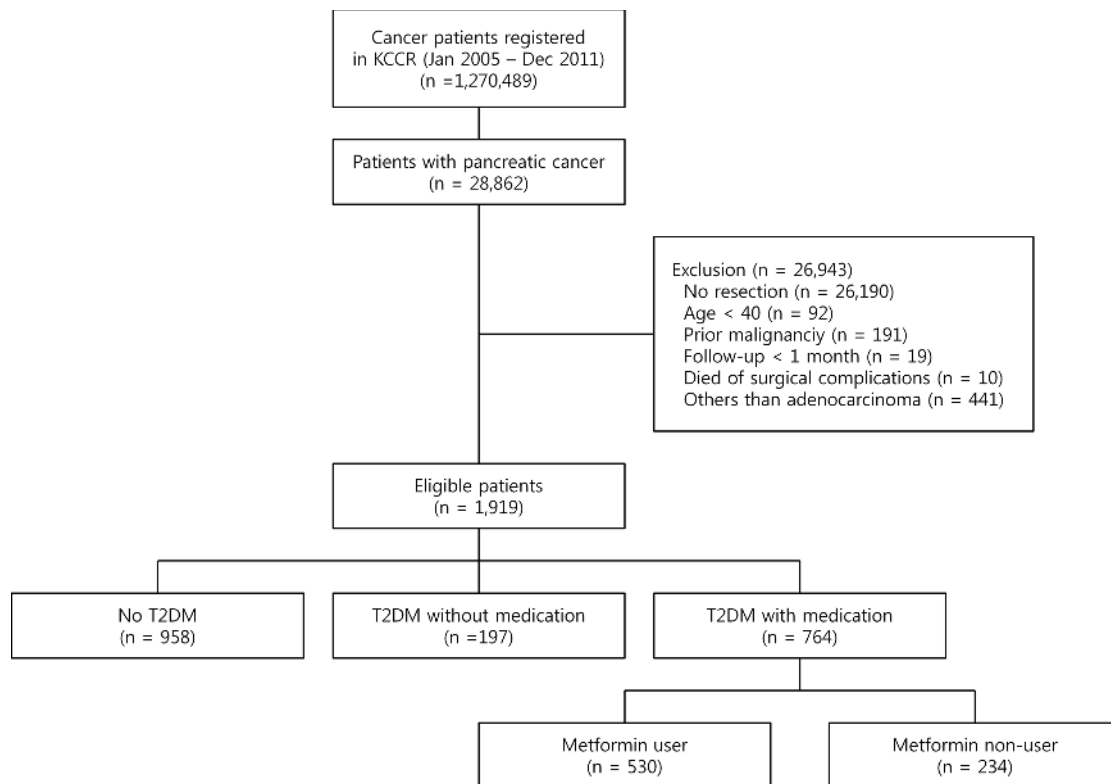 Cancer patients registered
in KCCR (Jan 2005 – Dec 2011)
(n =1,270,489)
Patients with pancreatic cancer
(n = 28,862)
Exclusion (n = 26,943)
No resection (n = 26,190)
Age < 40 (n = 92)
Prior malignanciy (n = 191)
Follow-up < 1 month (n = 19)
Died of surgical complications (n = 10)
Others than adenocarcinoma (n = 441)
Eligible patients
(n = 1,919)
No T2DM
(n = 958)
T2DM without medication
(n =197)
T2DM with medication
(n = 764)
Metformin user
(n = 530)
Metformin non-user
(n = 234)